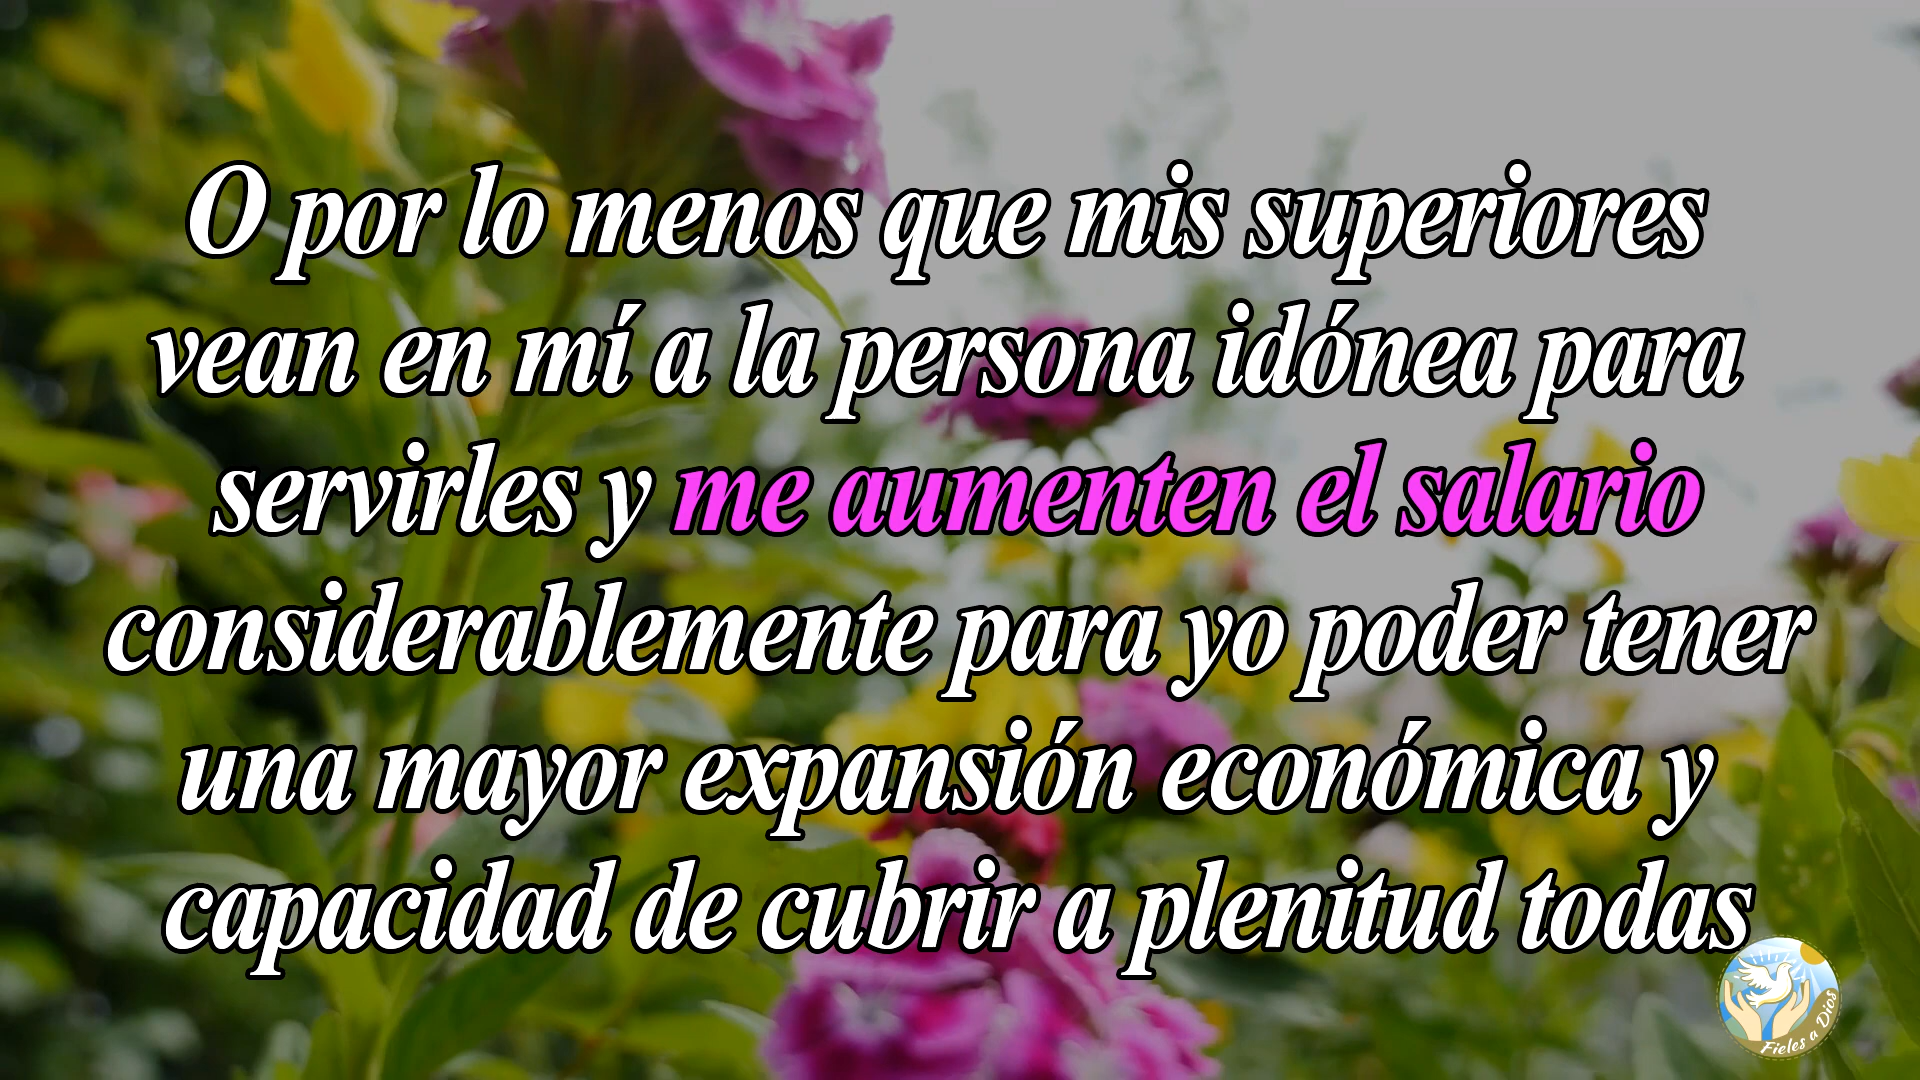 O por lo menos que mis superiores
vean en mí a la persona idónea para
servirles y me aumenten el salario
considerablemente para yo poder tener
una mayor expansión económica y
capacidad de cubrir a plenitud todas
Fieles a Dios